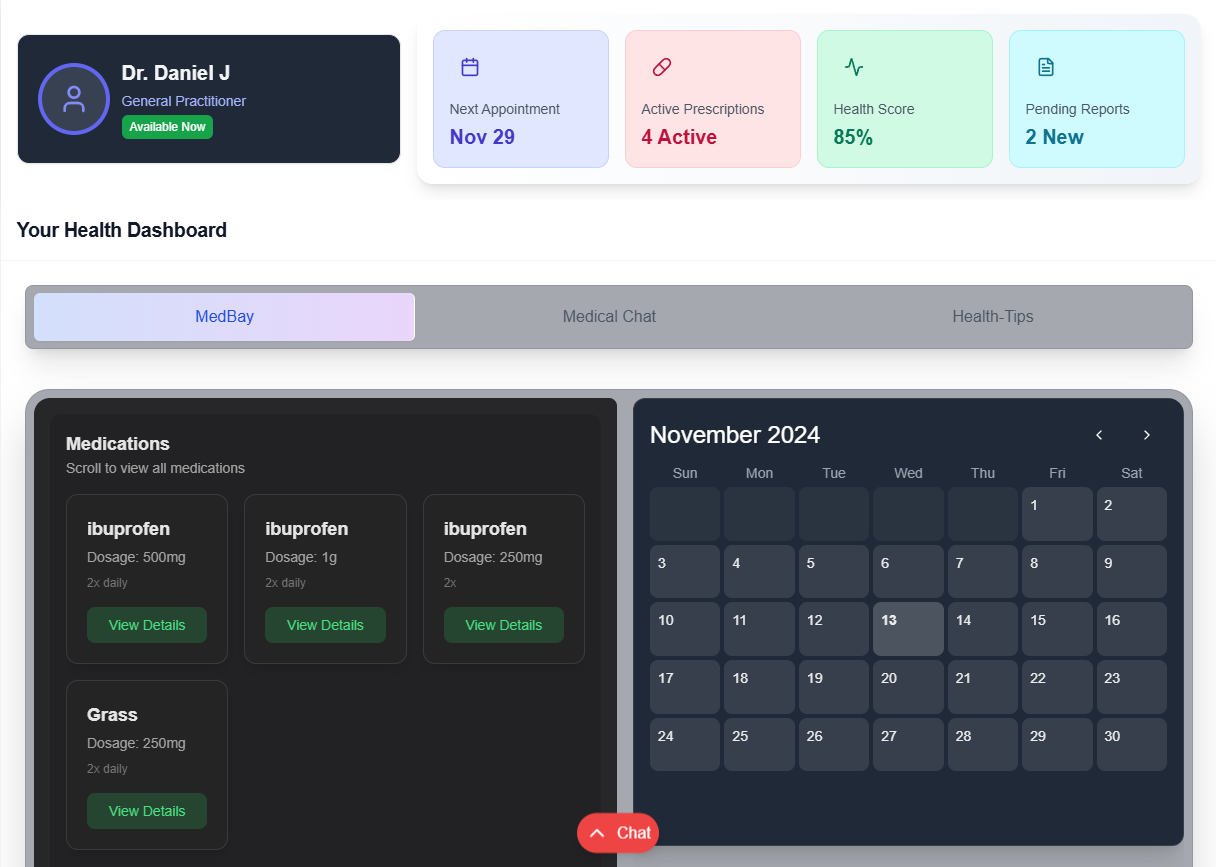 Dr. Daniel J
General Practitioner
Available Now
Next Appointment
Nov 29
Active Prescriptions
4 Active
Health Score
85%
Pending Reports
2 New
Your Health Dashboard
MedBay
Medical Chat
Health-Tips
Medications
Scroll to view all medications
ibuprofen
Dosage: 500mg
2x daily
View Details
ibuprofen
Dosage: 1g
2x daily
View Details
ibuprofen
Dosage: 250mg
2x
View Details
Grass
Dosage: 250mg
2x daily
View Details
November 2024
Sun Mon Tue Wed Thu Fri Sat
1 2
3 4 5 6 7 8 9
10 11 12 13 14 15 16
17 18 19 20 21 22 23
24 25 26 27 28 29 30
Chat